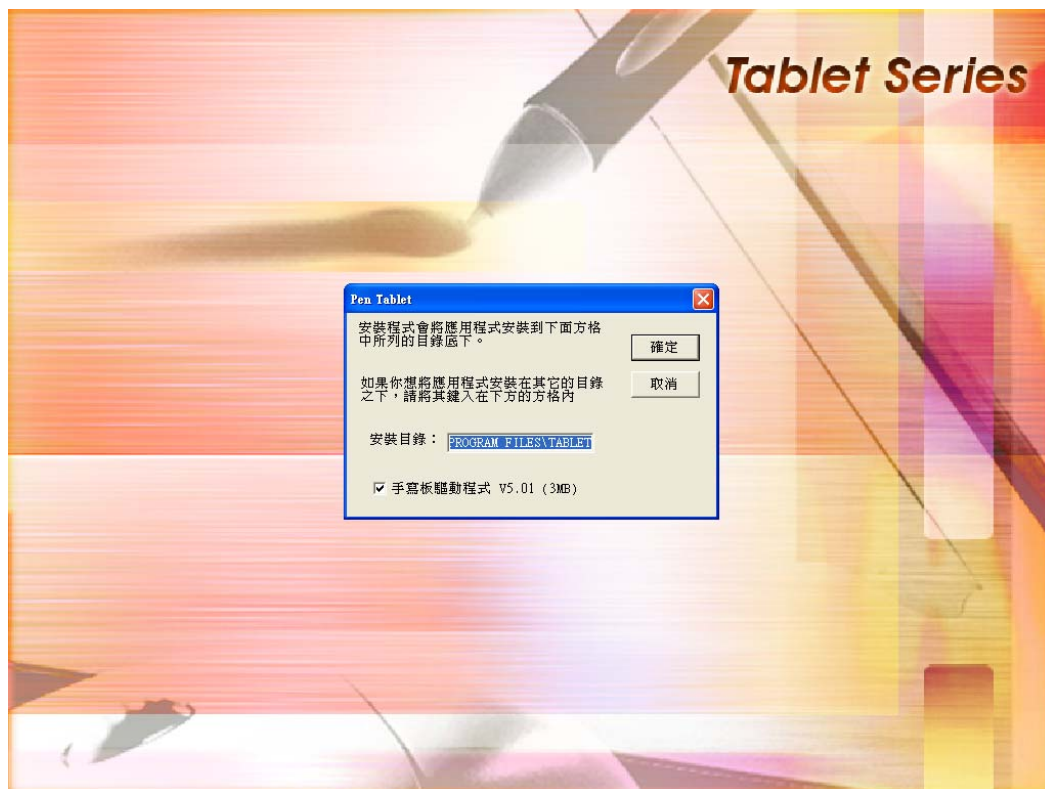 Tablet Series
Pen Tablet
安裝程式會將應用程式安裝到下面方格
中所列的目錄底下。
確定
如果你想將應用程式安裝在其它的目錄
之下，請將其鍵入在下方的方格內
取消
安裝目錄： PROGRAM FILES\TABLET
手寫板驅動程式 V5.01 (3MB)